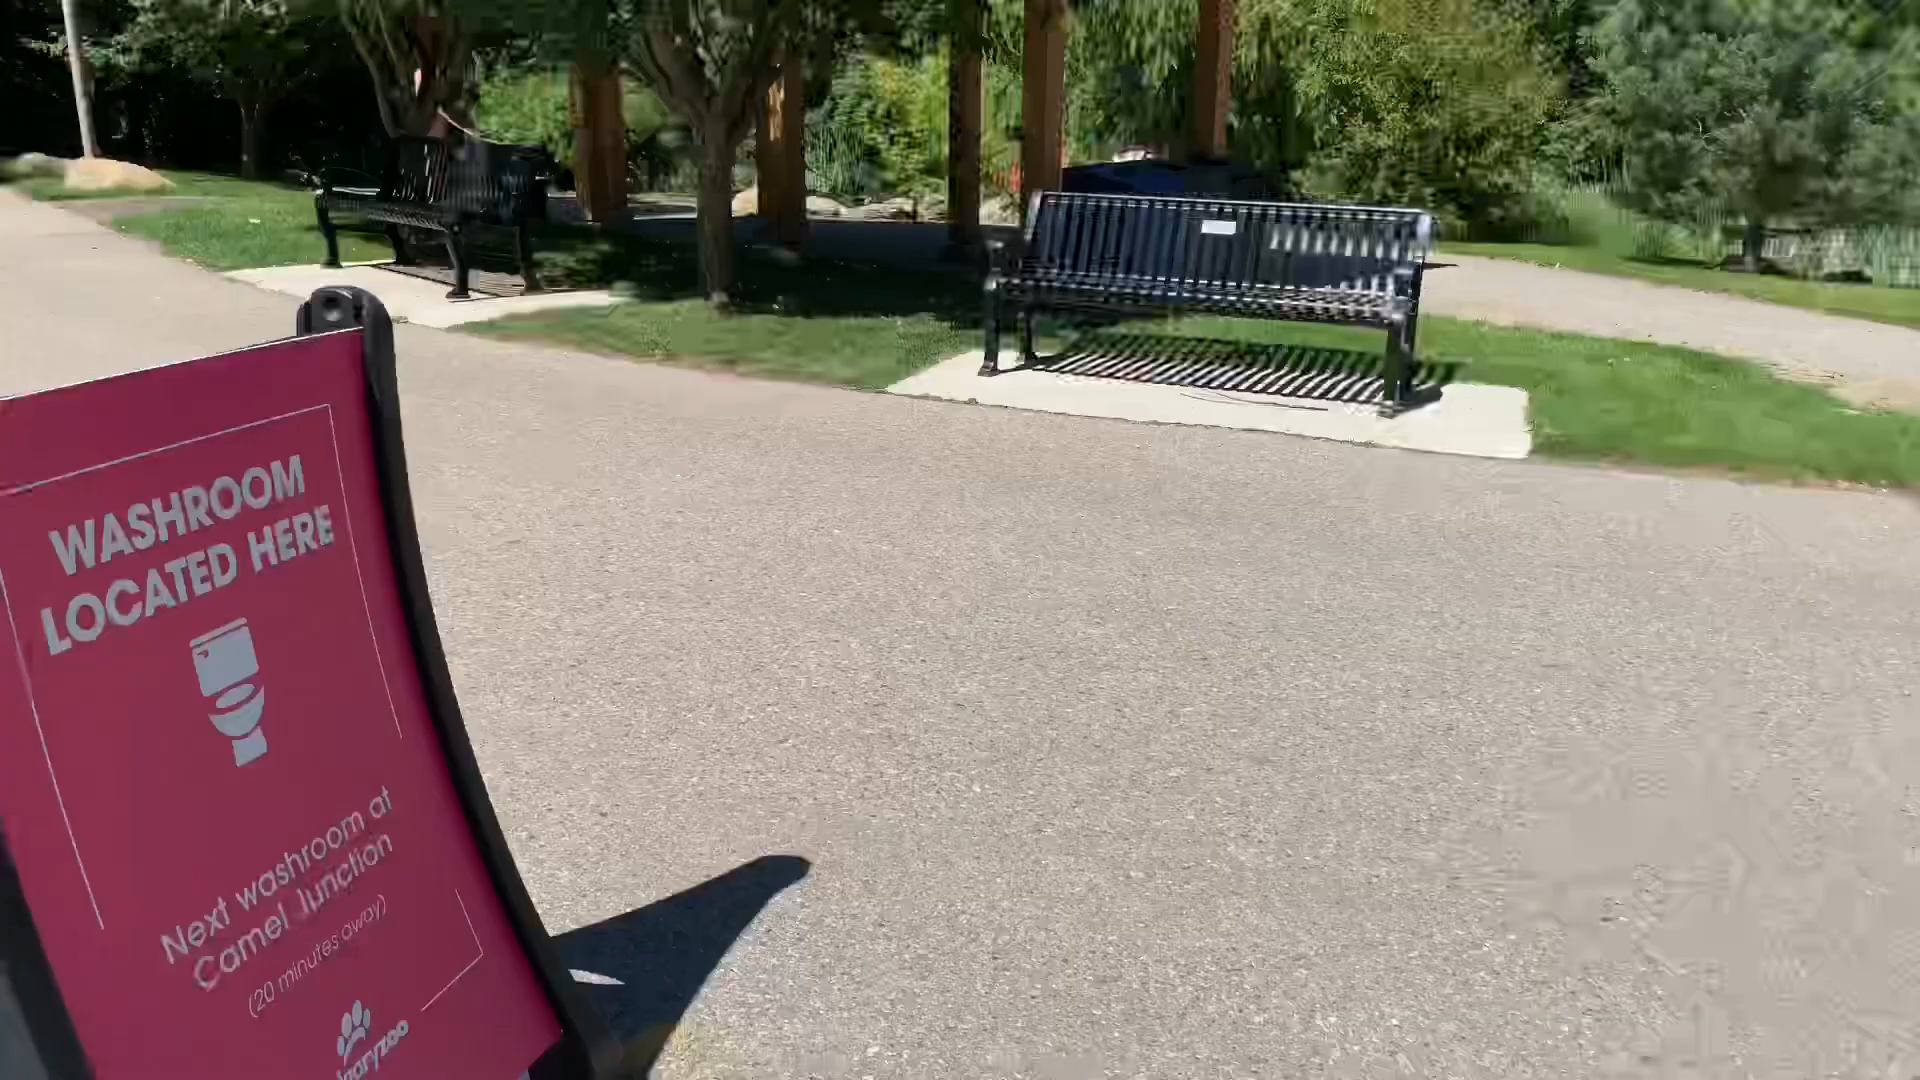 WASHROOM
LOCATED HERE
Next washroom at
Camel Junction
(20 minutes away)